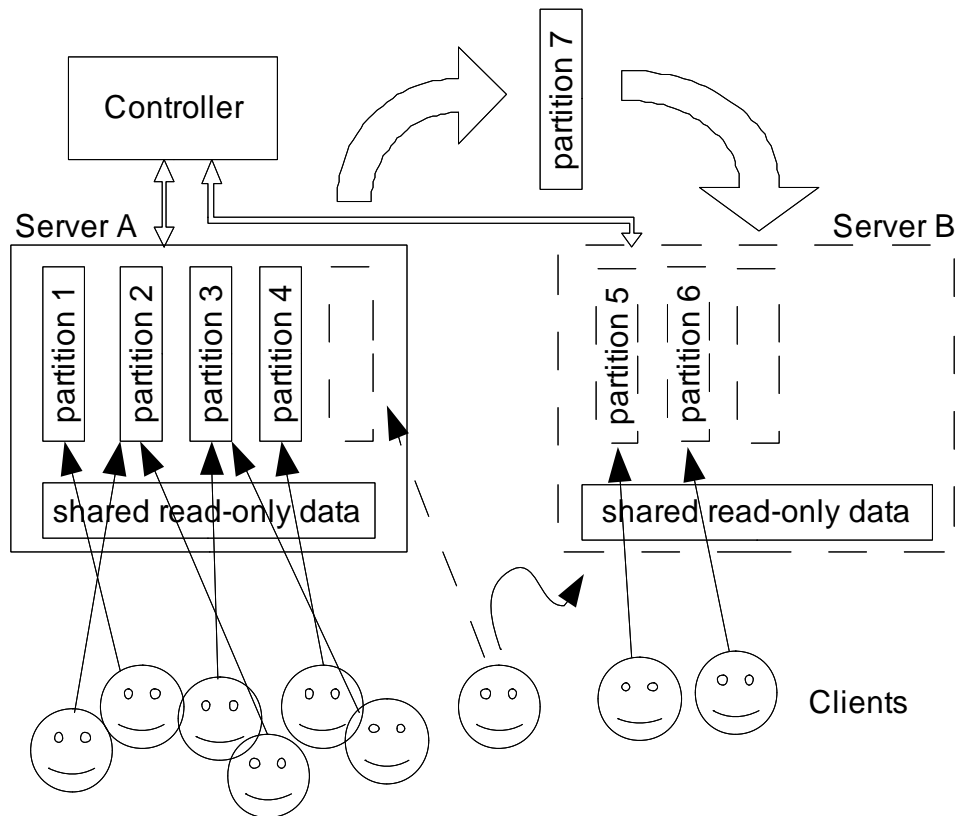 partition 7
Controller
Server A
Server B
partition 1
partition 2
partition 3
partition 4
partition 5
partition 6
shared read-only data
shared read-only data
Clients